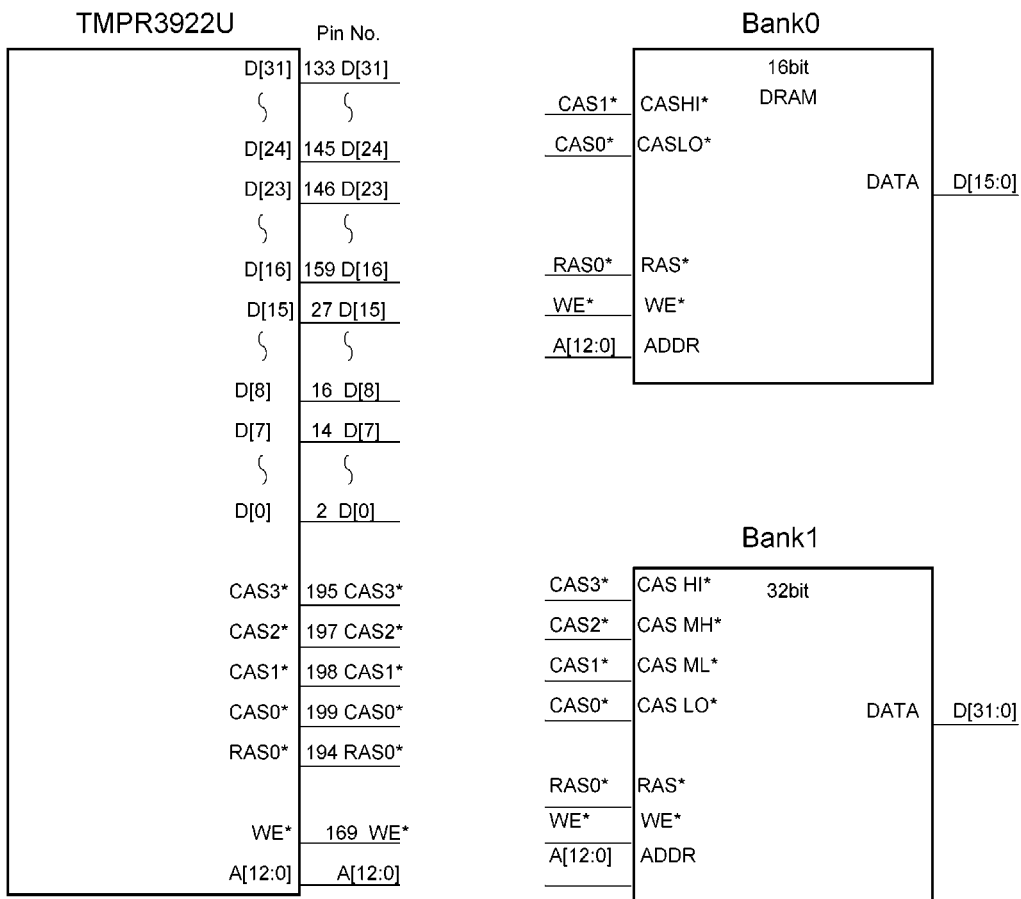 TMPR3922U
Pin No.
D[31] 133 D[31]
D[24] 145 D[24]
D[23] 146 D[23]
D[16] 159 D[16]
D[15] 27 D[15]
D[8] 16 D[8]
D[7] 14 D[7]
D[0] 2 D[0]
CAS3* 195 CAS3*
CAS2* 197 CAS2*
CAS1* 198 CAS1*
CAS0* 199 CAS0*
RAS0* 194 RAS0*
WE* 169 WE*
A[12:0] A[12:0]
Bank0
16bit
DRAM
CAS1* CASHI*
CAS0* CASLO*
DATA D[15:0]
RAS0* RAS*
WE* WE*
A[12:0] ADDR
Bank1
32bit
CAS3* CAS HI*
CAS2* CAS MH*
CAS1* CAS ML*
CAS0* CAS LO*
DATA D[31:0]
RAS0* RAS*
WE* WE*
A[12:0] ADDR